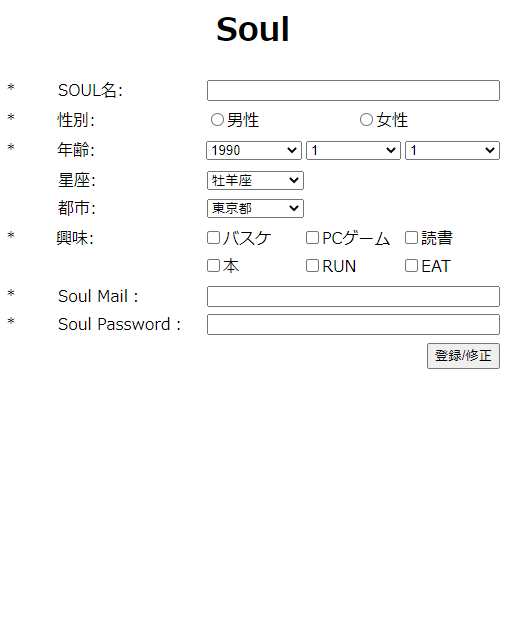 Soul
* SOUL名:
* 性別: 男性 女性
* 年齢: 1990 1 1
星座: 牡羊座
都市: 東京都
* 興味: バスケ PCゲーム 読書
本 RUN EAT
* Soul Mail :
* Soul Password :
登録/修正